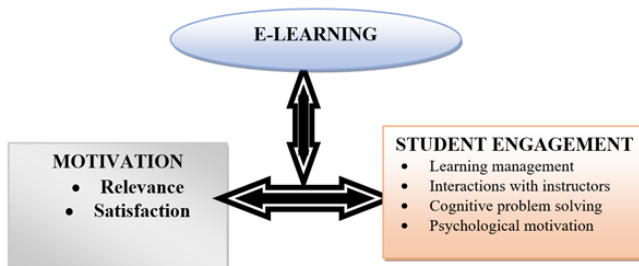 E-LEARNING
MOTIVATION
• Relevance
• Satisfaction
STUDENT ENGAGEMENT
• Learning management
• Interactions with instructors
• Cognitive problem solving
• Psychological motivation